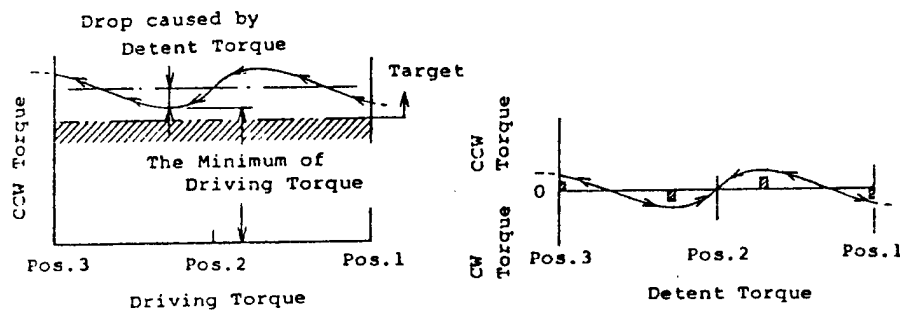 Drop caused by
Detent Torque
Target
CCW Torque
The Minimum of
Driving Torque
Pos.3
Pos.2
Pos.1
Driving Torque
CCW
Torque
0
CW
Torque
Pos.3
Pos.2
Pos.1
Detent Torque